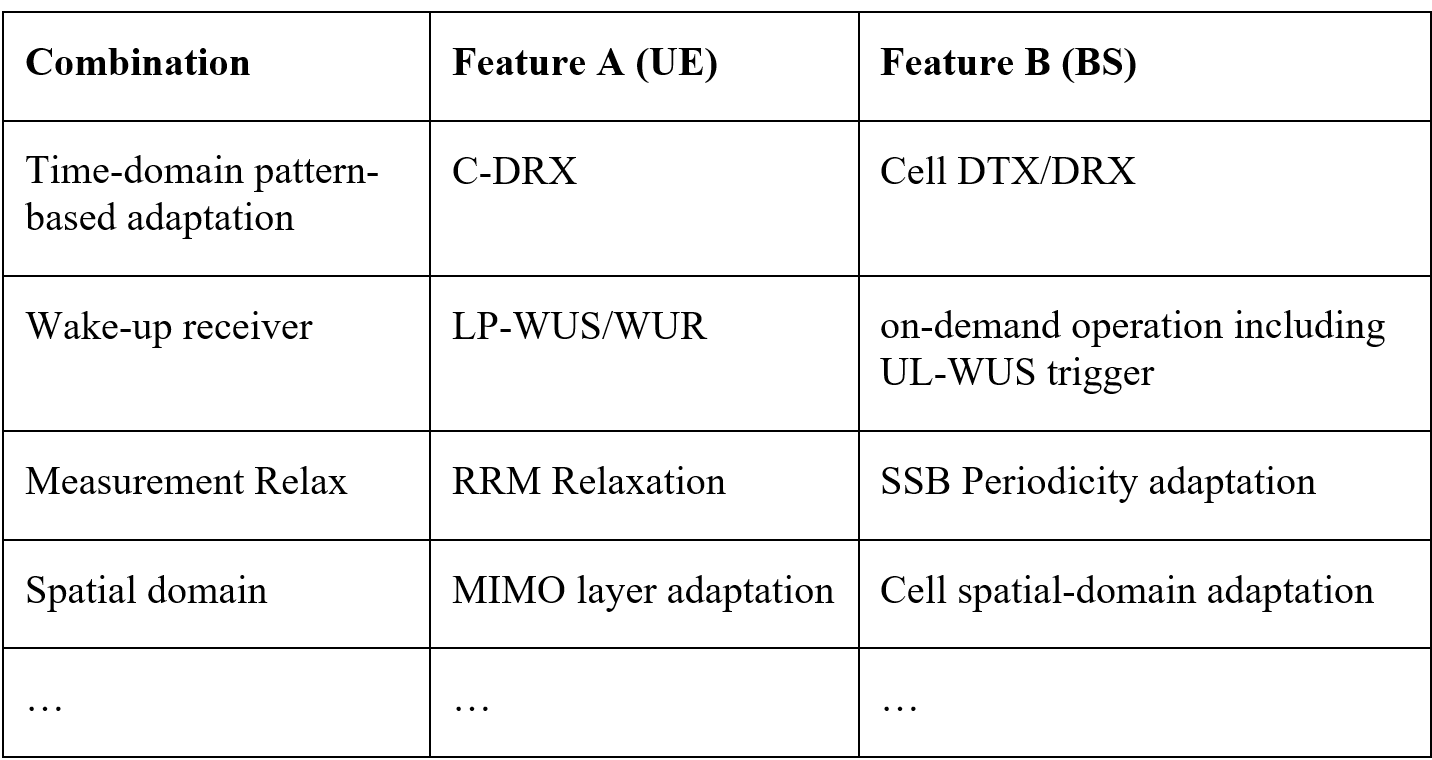 Combination Feature A (UE) Feature B (BS)
Time-domain pattern- C-DRX Cell DTX/DRX
based adaptation
Wake-up receiver LP-WUS/WUR on-demand operation including
UL-WUS trigger
Measurement Relax RRM Relaxation SSB Periodicity adaptation
Spatial domain MIMO layer adaptation Cell spatial-domain adaptation
… … …